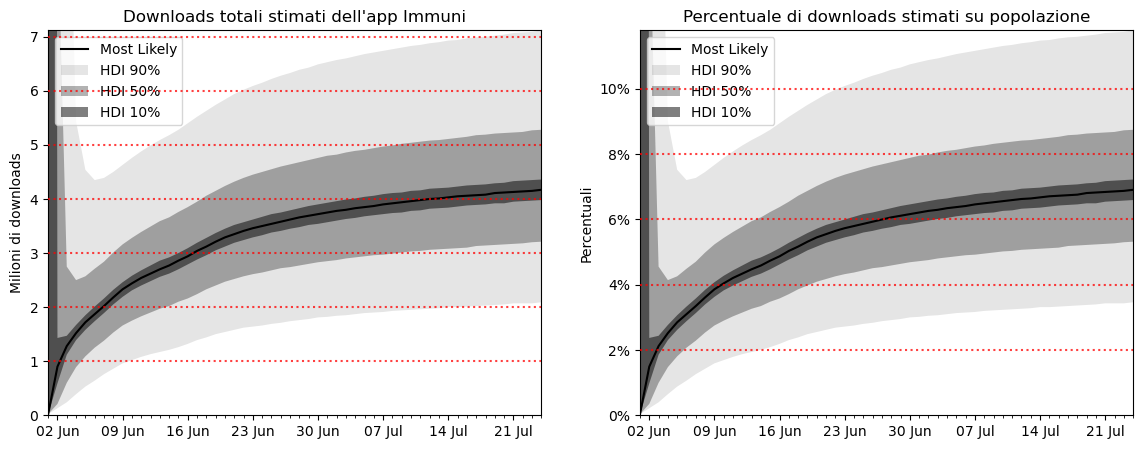 Downloads totali stimati dell'app Immuni
Milioni di downloads
7
6
5
4
3
2
1
0
Most Likely
HDI 90%
HDI 50%
HDI 10%
02 Jun 09 Jun 16 Jun 23 Jun 30 Jun 07 Jul 14 Jul 21 Jul
Percentuale di downloads stimati su popolazione
Percentuali
10%
8%
6%
4%
2%
0%
Most Likely
HDI 90%
HDI 50%
HDI 10%
02 Jun 09 Jun 16 Jun 23 Jun 30 Jun 07 Jul 14 Jul 21 Jul